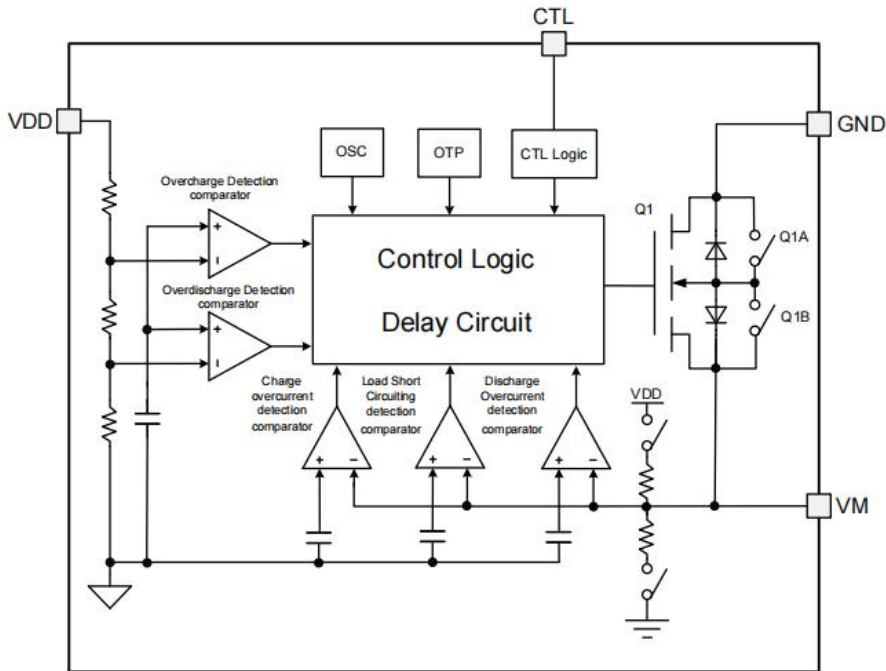 CTL
VDD
GND
OSC
OTP
CTL Logic
Overcharge Detection
comparator
Q1
Q1A
+
−
Control Logic
Overdischarge Detection
comparator
Delay Circuit
Q1B
+
−
Charge
overcurrent
detection
comparator
Load Short
Circuiting
detection
comparator
Discharge
Overcurrent
detection
comparator
VDD
+ −
+ −
+ −
VM